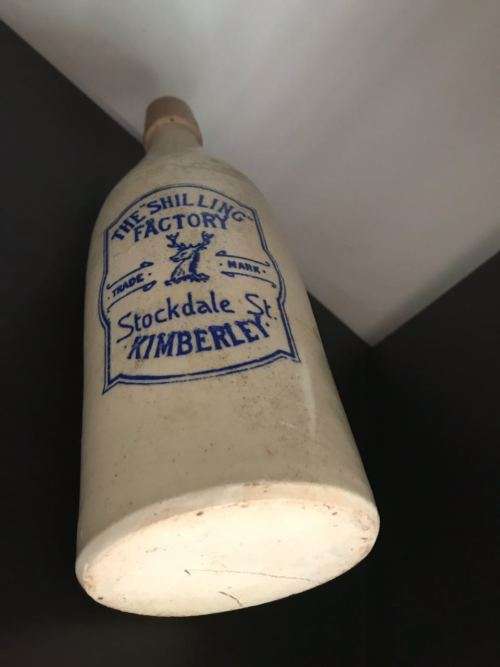 THE "SHILLING"
FACTORY
TRADE MARK
Stockdale St.
KIMBERLEY.